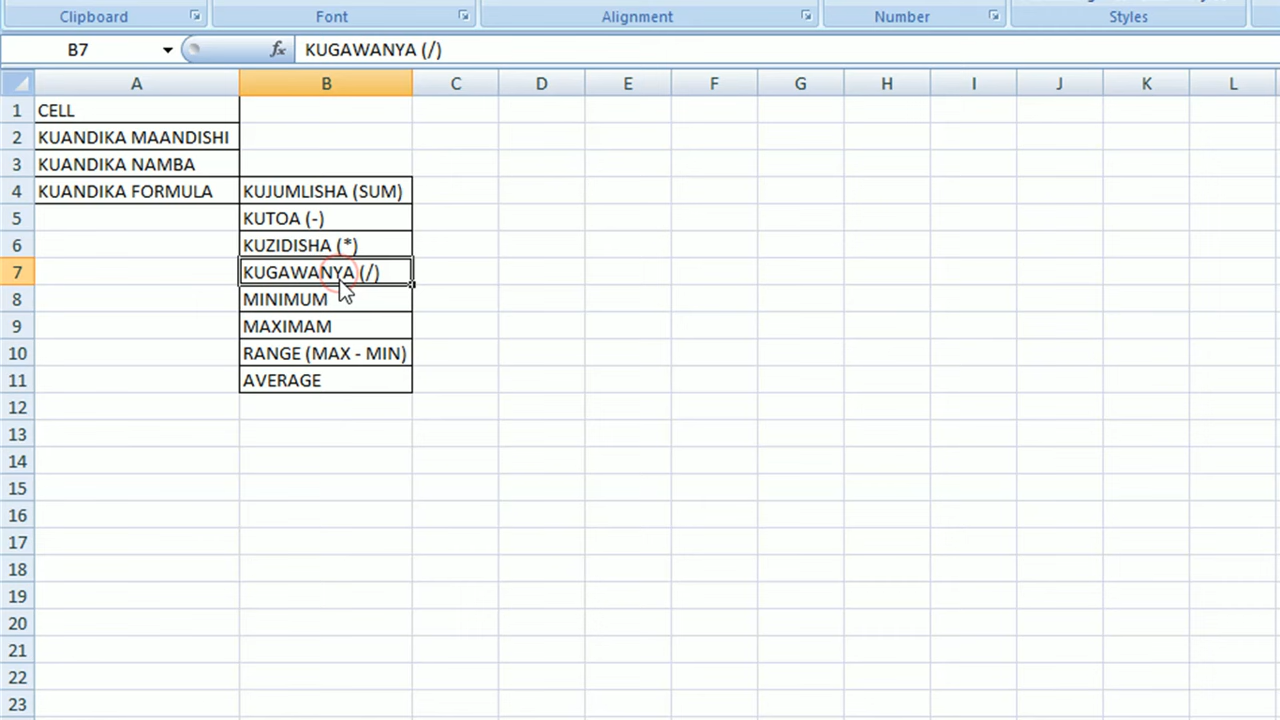 Clipboard Font Alignment Number Styles
B7 fx KUGAWANYA (/)
A B C D E F G H I J K L
1 CELL
2 KUANDIKA MAANDISHI
3 KUANDIKA NAMBA
4 KUANDIKA FORMULA KUJUMLISHA (SUM)
5 KUTOA (-)
6 KUZIDISHA (*)
7 KUGAWANYA (/)
8 MINIMUM
9 MAXIMAM
10 RANGE (MAX - MIN)
11 AVERAGE
12
13
14
15
16
17
18
19
20
21
22
23